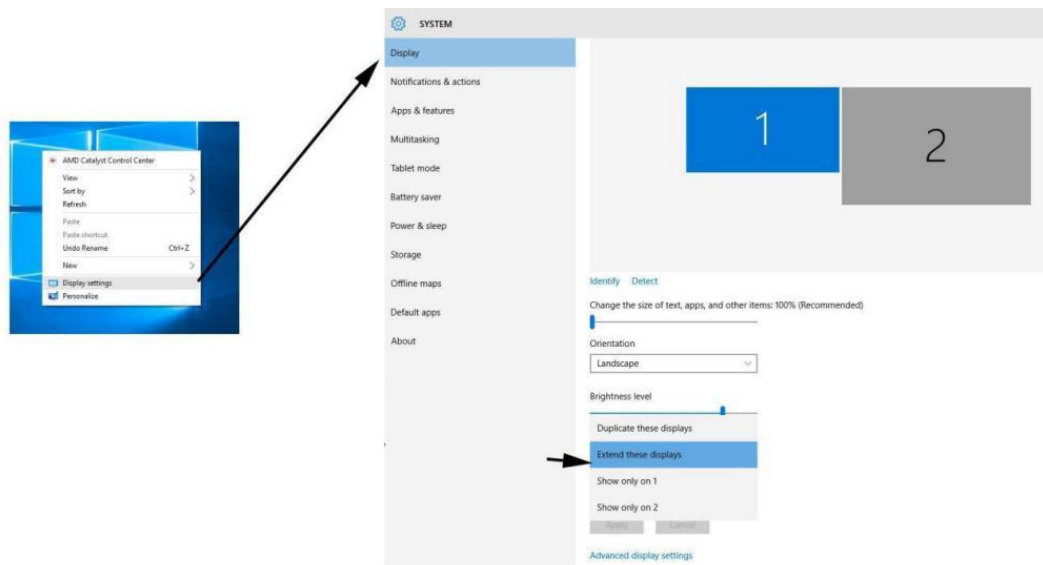 AMD Catalyst Control Center
View
Sort by
Refresh
Paste
Paste shortcut
Undo Rename Ctrl+Z
New
Display settings
Personalize
SYSTEM
Display
Notifications & actions
Apps & features
Multitasking
Tablet mode
Battery saver
Power & sleep
Storage
Offline maps
Default apps
About
1
2
Identify Detect
Change the size of text, apps, and other items: 100% (Recommended)
Orientation
Landscape
Brightness level
Duplicate these displays
Extend these displays
Show only on 1
Show only on 2
Apply Cancel
Advanced display settings